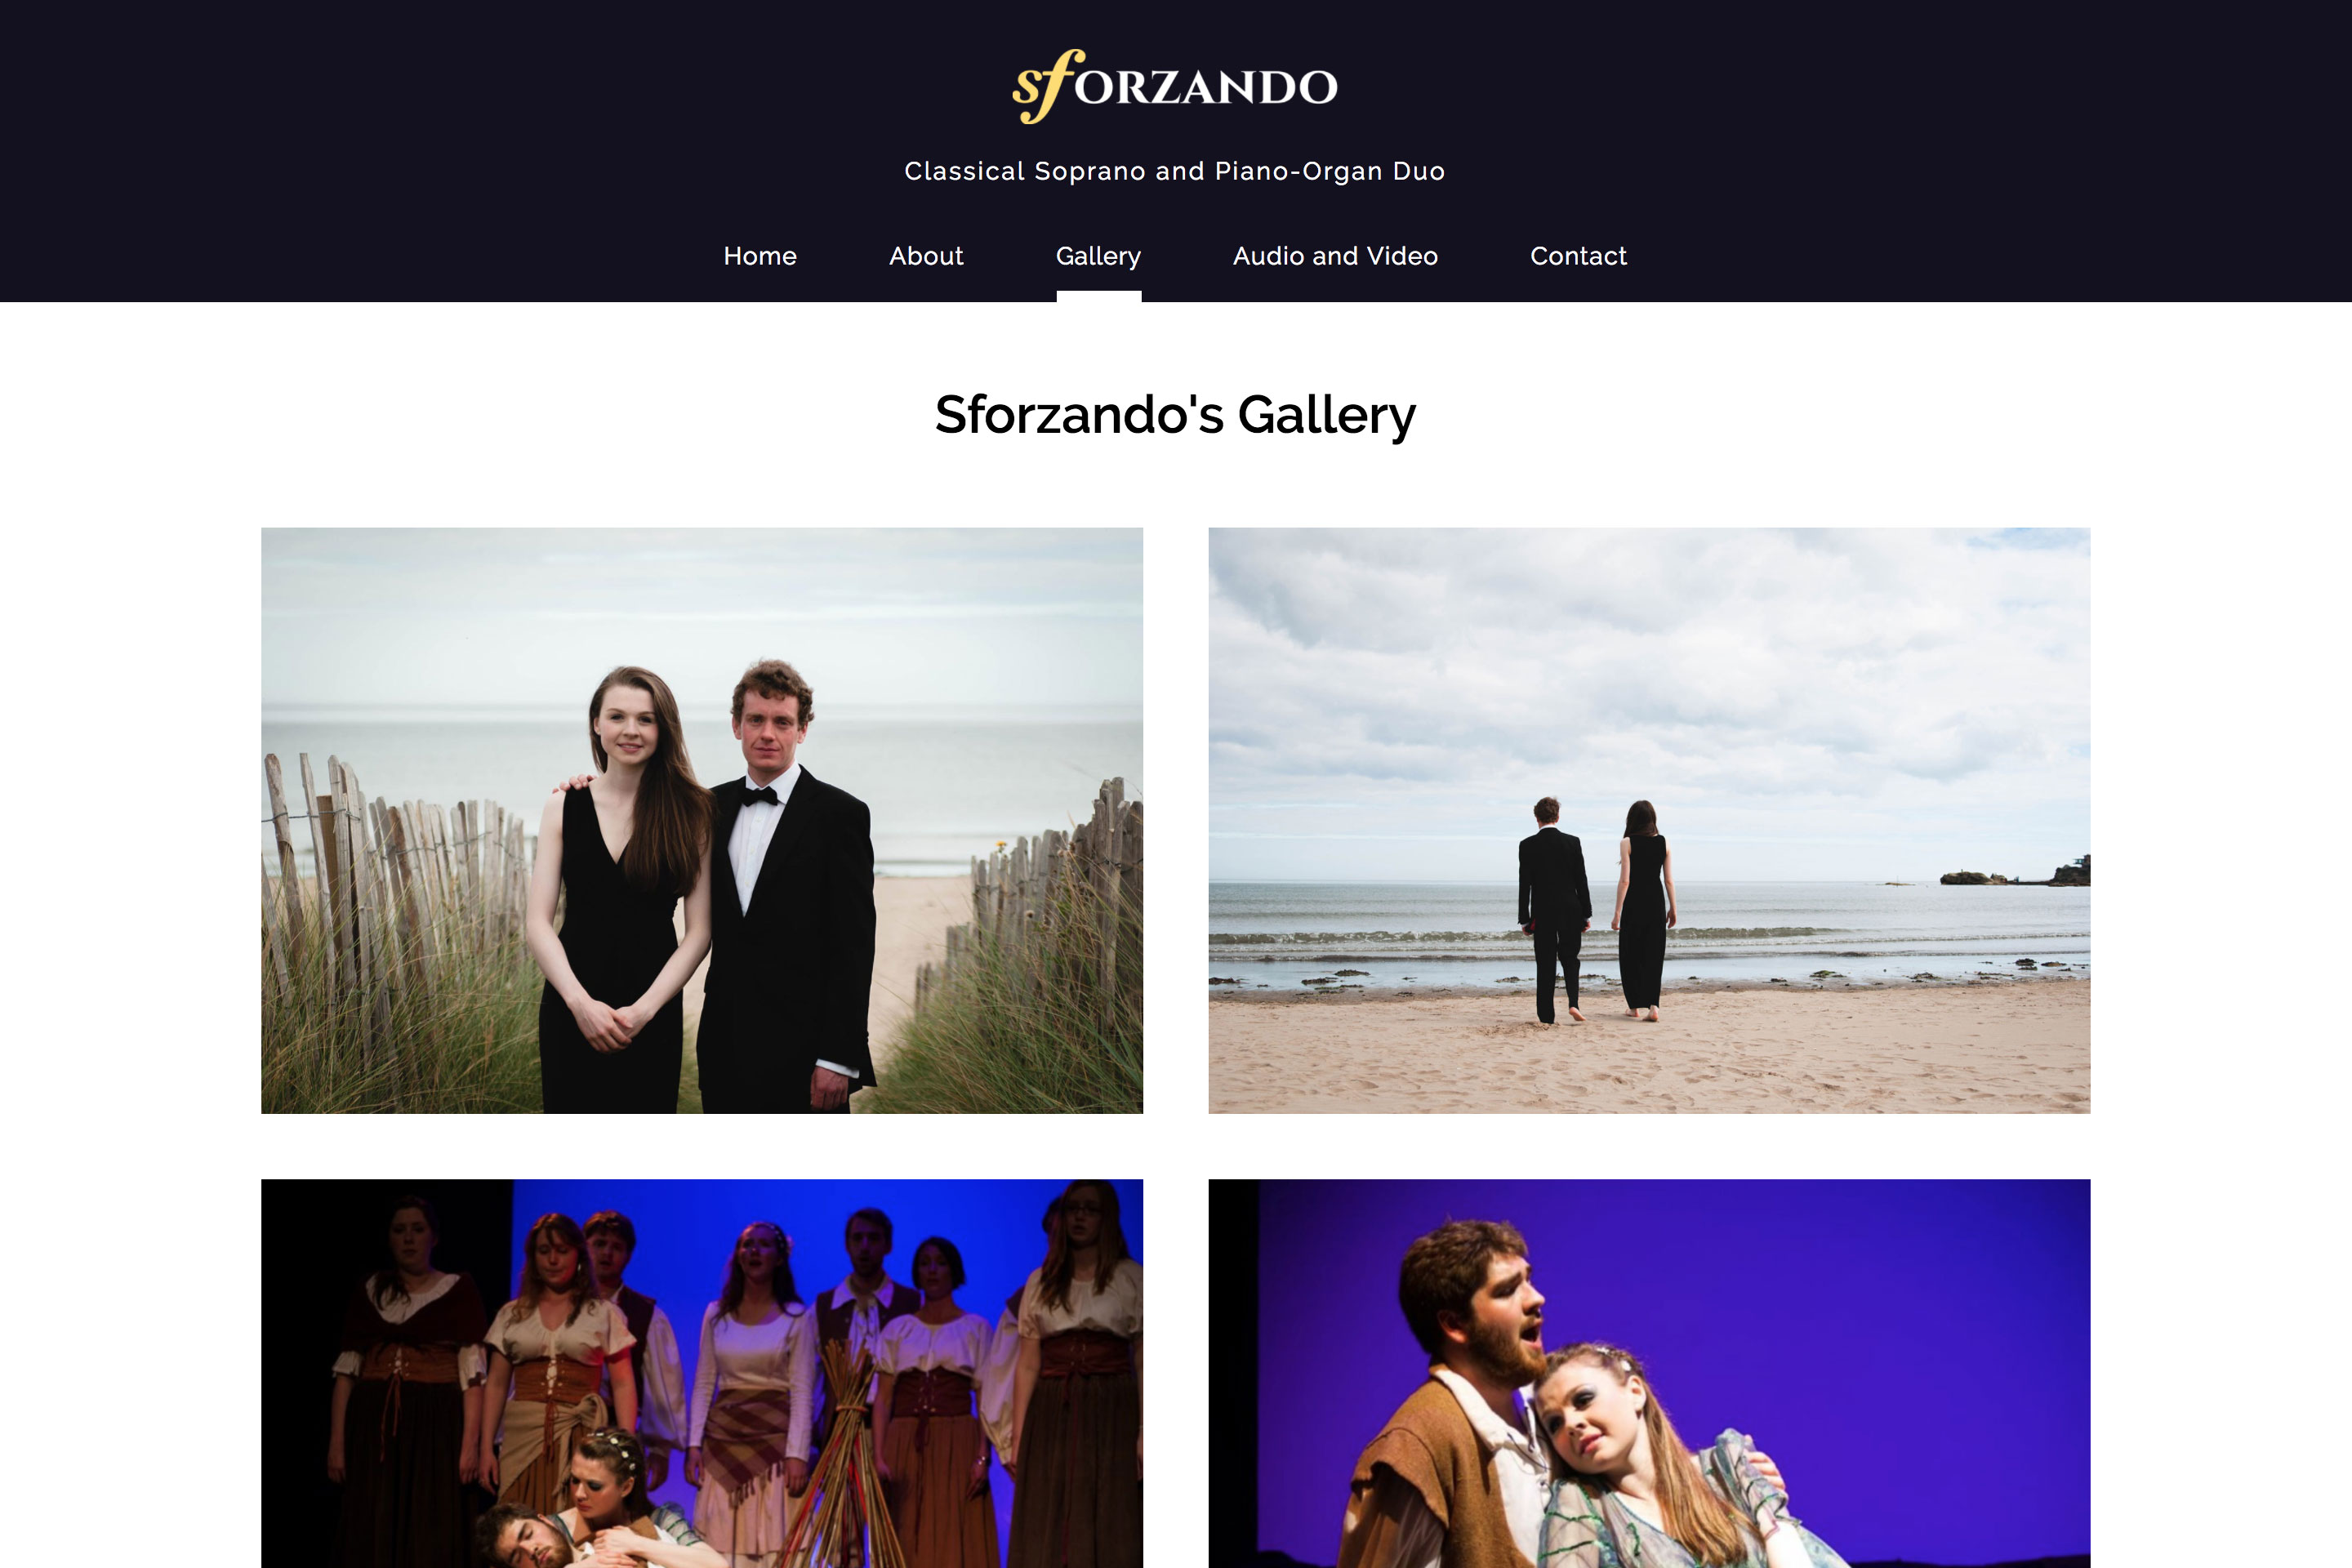 sfORZANDO
Classical Soprano and Piano-Organ Duo
Home About Gallery Audio and Video Contact
Sforzando's Gallery